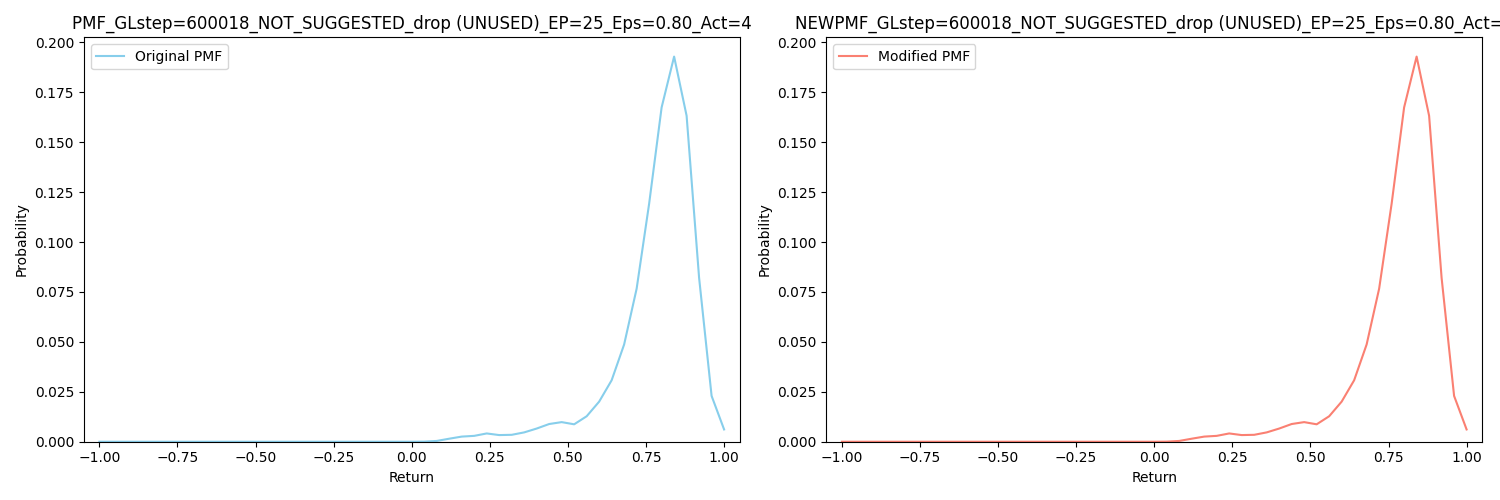 PMF_GLstep=600018_NOT_SUGGESTED_drop (UNUSED)_EP=25_Eps=0.80_Act=4
Original PMF
Probability
0.200
0.175
0.150
0.125
0.100
0.075
0.050
0.025
0.000
−1.00 −0.75 −0.50 −0.25 0.00 0.25 0.50 0.75 1.00
Return
NEWPMF_GLstep=600018_NOT_SUGGESTED_drop (UNUSED)_EP=25_Eps=0.80_Act=
Modified PMF
Probability
0.200
0.175
0.150
0.125
0.100
0.075
0.050
0.025
0.000
−1.00 −0.75 −0.50 −0.25 0.00 0.25 0.50 0.75 1.00
Return